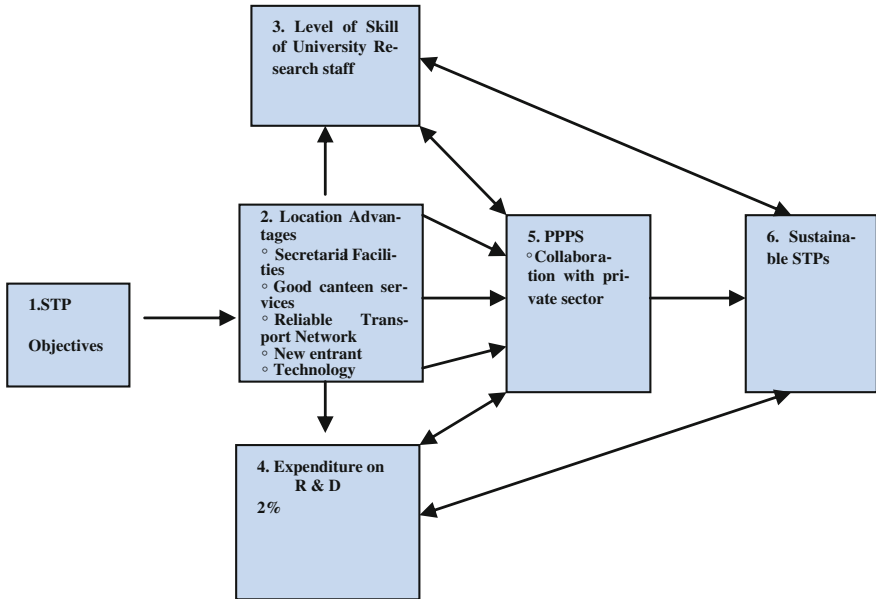 3. Level of Skill
of University Re-
search staff
2. Location Advan-
tages
° Secretarial Facili-
ties
° Good canteen ser-
vices
° Reliable Trans-
port Network
° New entrant
° Technology
5. PPPS
°Collabora-
tion with pri-
vate sector
6. Sustaina-
ble STPs
1.STP
Objectives
4. Expenditure on
R & D
2%